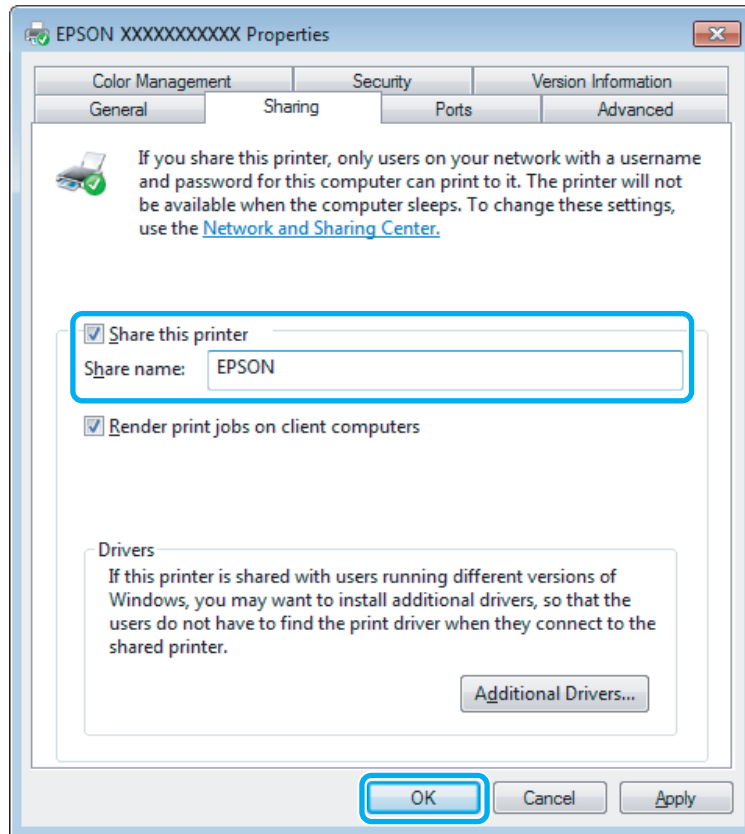 EPSON XXXXXXXXXXX Properties
Color Management Security Version Information
General Sharing Ports Advanced
If you share this printer, only users on your network with a username
and password for this computer can print to it. The printer will not
be available when the computer sleeps. To change these settings,
use the Network and Sharing Center.
Share this printer
Share name: EPSON
Render print jobs on client computers
Drivers
If this printer is shared with users running different versions of
Windows, you may want to install additional drivers, so that the
users do not have to find the print driver when they connect to the
shared printer.
Additional Drivers...
OK Cancel Apply